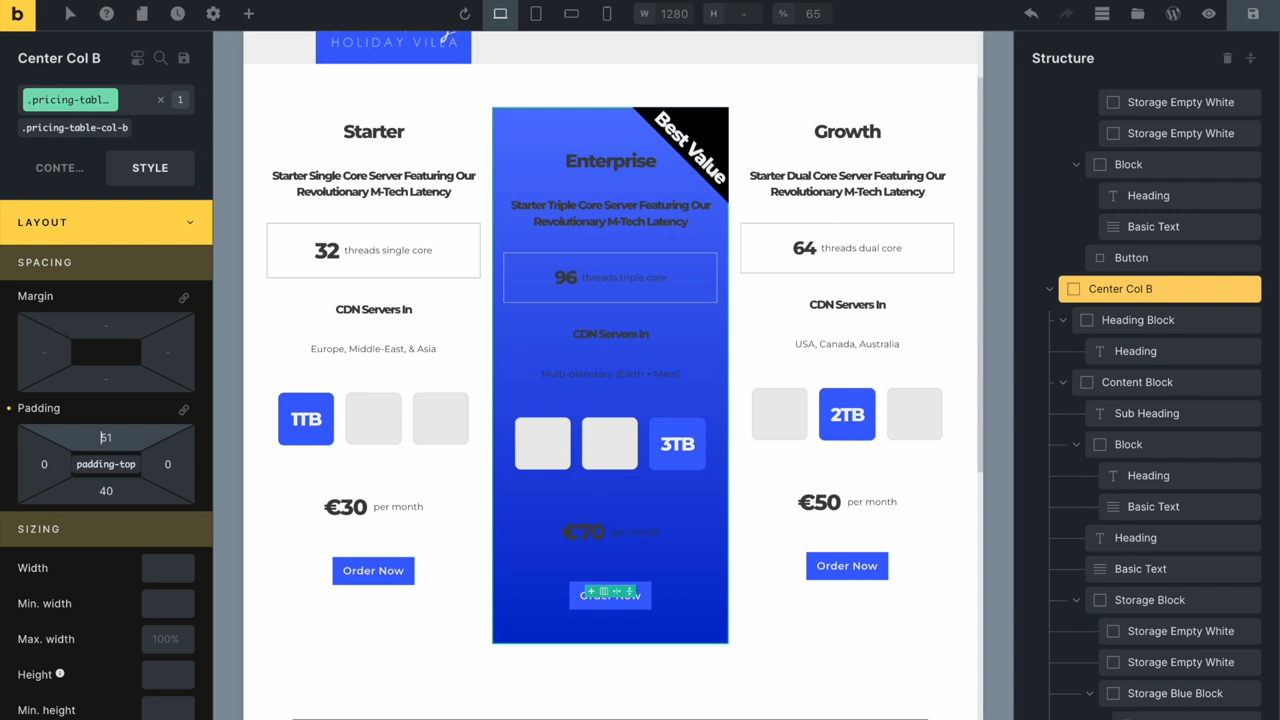 b
W 1280
H -
% 65
Center Col B
.pricing-tabl...
1
.pricing-table-col-b
CONTE...
STYLE
LAYOUT
SPACING
Margin
-
-
-
-
Padding
51
0
padding-top
0
40
SIZING
Width
Min. width
Max. width
100%
Height
Min. height
HOLIDAY VILLA
Starter
Starter Single Core Server Featuring Our
Revolutionary M-Tech Latency
32 threads single core
CDN Servers In
Europe, Middle-East, & Asia
1TB
€30 per month
Order Now
Best Value
Enterprise
Starter Triple Core Server Featuring Our
Revolutionary M-Tech Latency
96 threads triple core
CDN Servers In
Multi-planetary (Earth + Mars)
3TB
€70 per month
Order Now
Growth
Starter Dual Core Server Featuring Our
Revolutionary M-Tech Latency
64 threads dual core
CDN Servers In
USA, Canada, Australia
2TB
€50 per month
Order Now
Structure
Storage Empty White
Storage Empty White
Block
Heading
Basic Text
Button
Center Col B
Heading Block
Heading
Content Block
Sub Heading
Block
Heading
Basic Text
Heading
Basic Text
Storage Block
Storage Empty White
Storage Empty White
Storage Blue Block